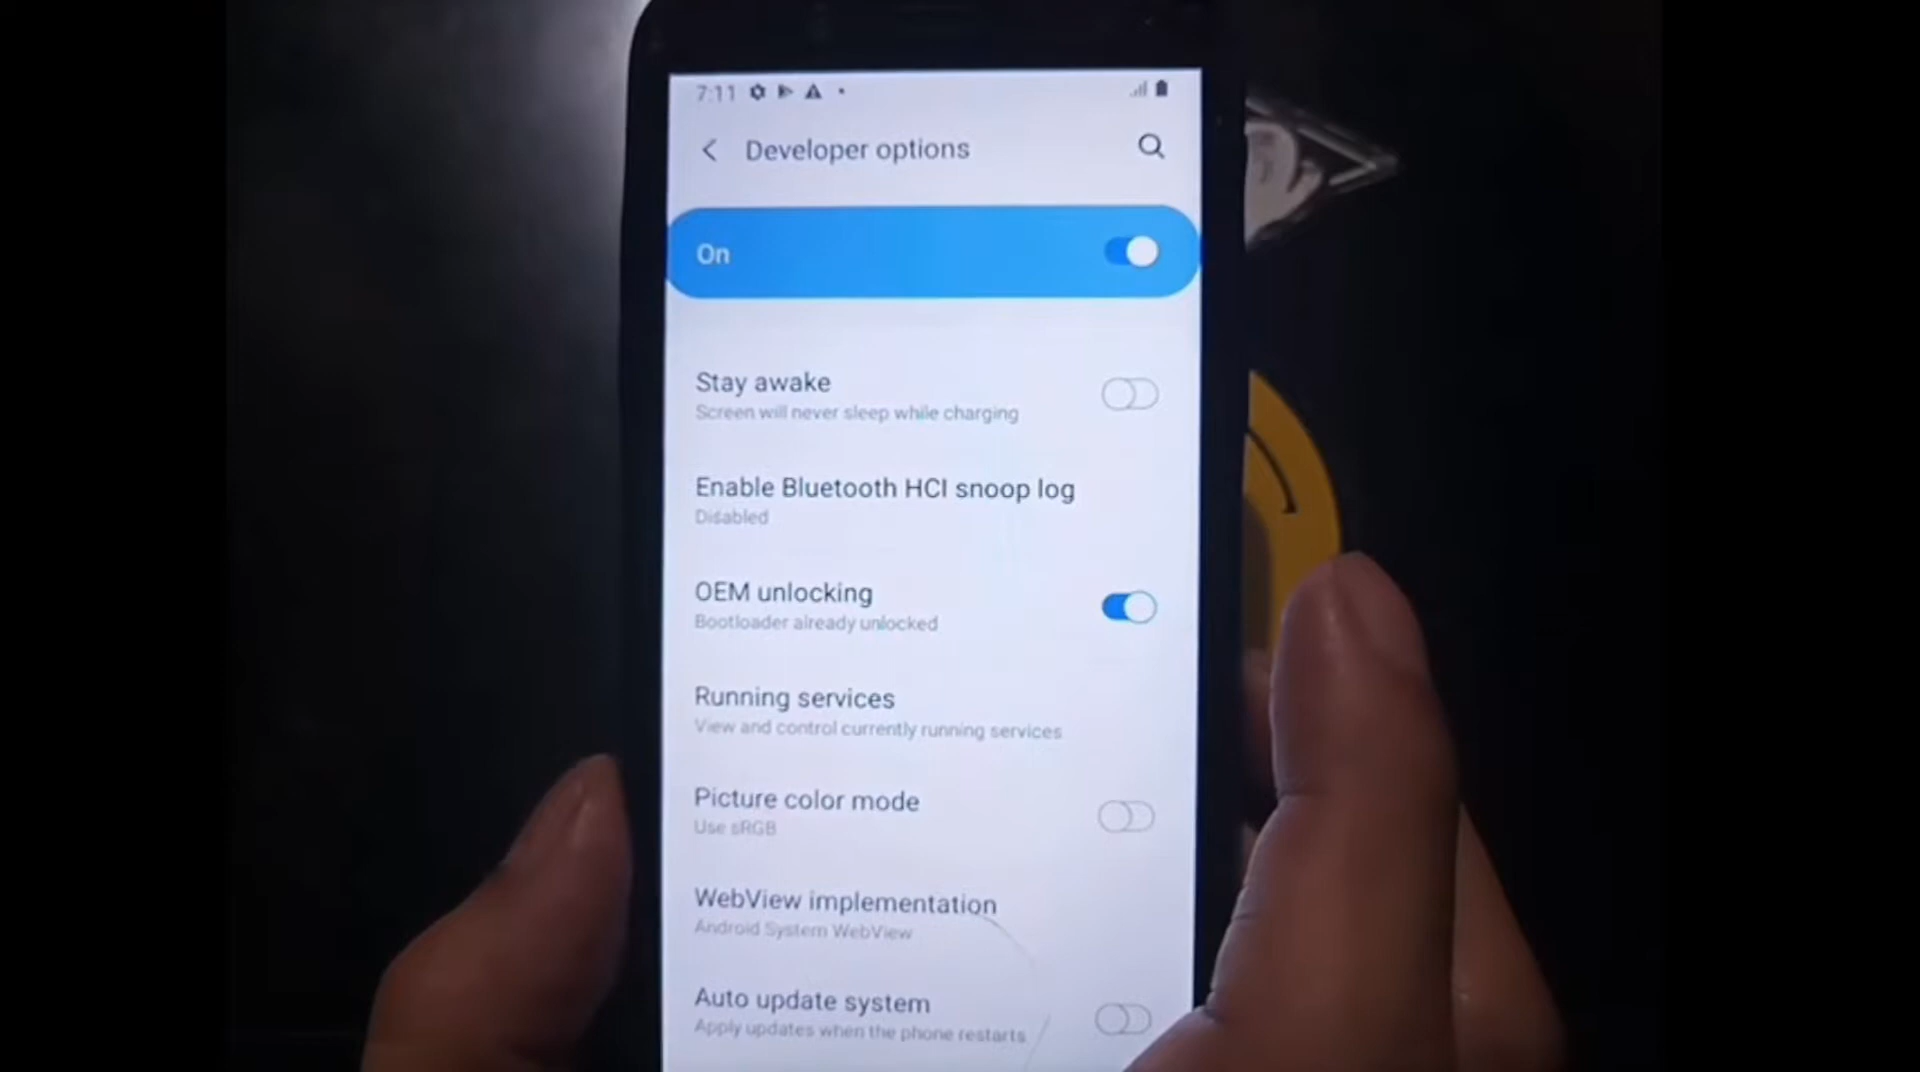 7:11
Developer options
On
Stay awake
Screen will never sleep while charging
Enable Bluetooth HCI snoop log
Disabled
OEM unlocking
Bootloader already unlocked
Running services
View and control currently running services
Picture color mode
Use sRGB
WebView implementation
Android System WebView
Auto update system
Apply updates when the phone restarts